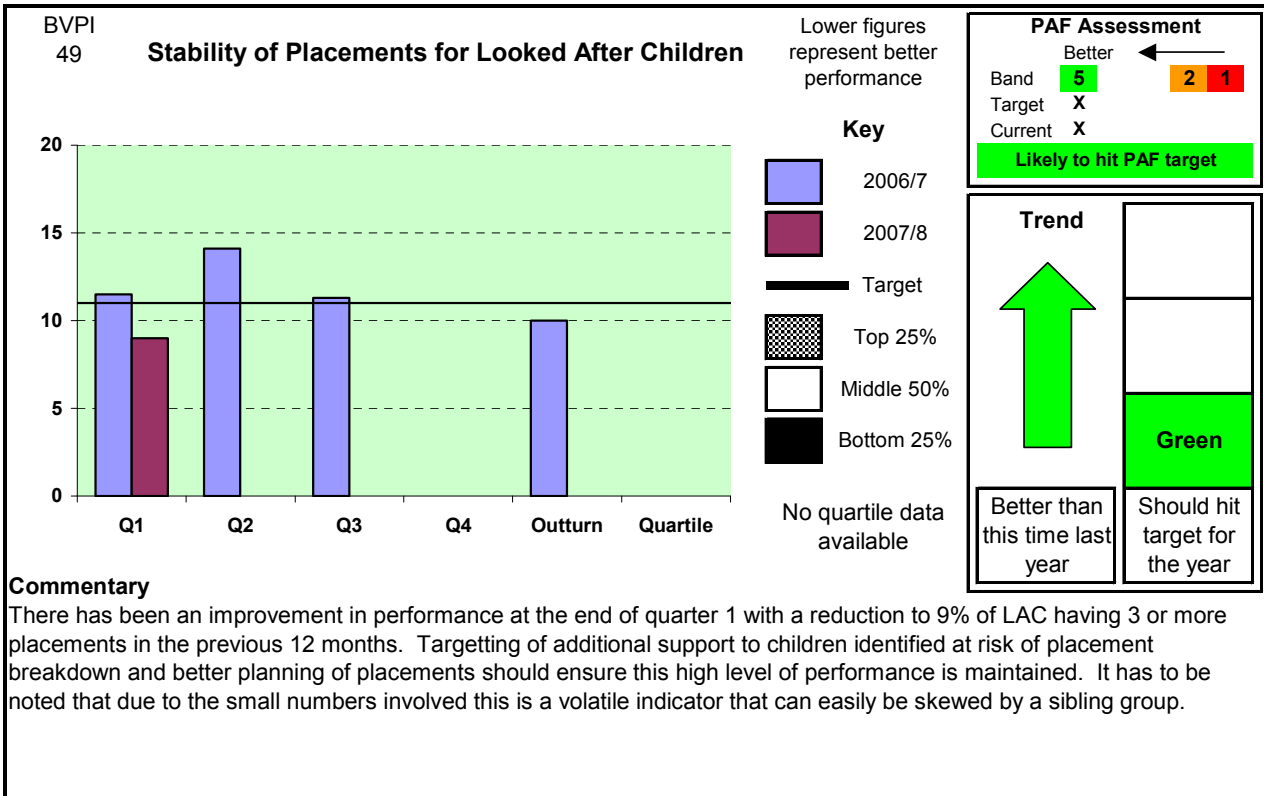 BVPI
49
Stability of Placements for Looked After Children
Lower figures
represent better
performance
20
15
10
5
0
Q1
Q2
Q3
Q4
Outturn
Quartile
Key
2006/7
2007/8
Target
Top 25%
Middle 50%
Bottom 25%
No quartile data
available
PAF Assessment
Better
Band 5 2 1
Target X
Current X
Likely to hit PAF target
Trend
Green
Better than
this time last
year
Should hit
target for
the year
Commentary
There has been an improvement in performance at the end of quarter 1 with a reduction to 9% of LAC having 3 or more
placements in the previous 12 months. Targetting of additional support to children identified at risk of placement
breakdown and better planning of placements should ensure this high level of performance is maintained. It has to be
noted that due to the small numbers involved this is a volatile indicator that can easily be skewed by a sibling group.